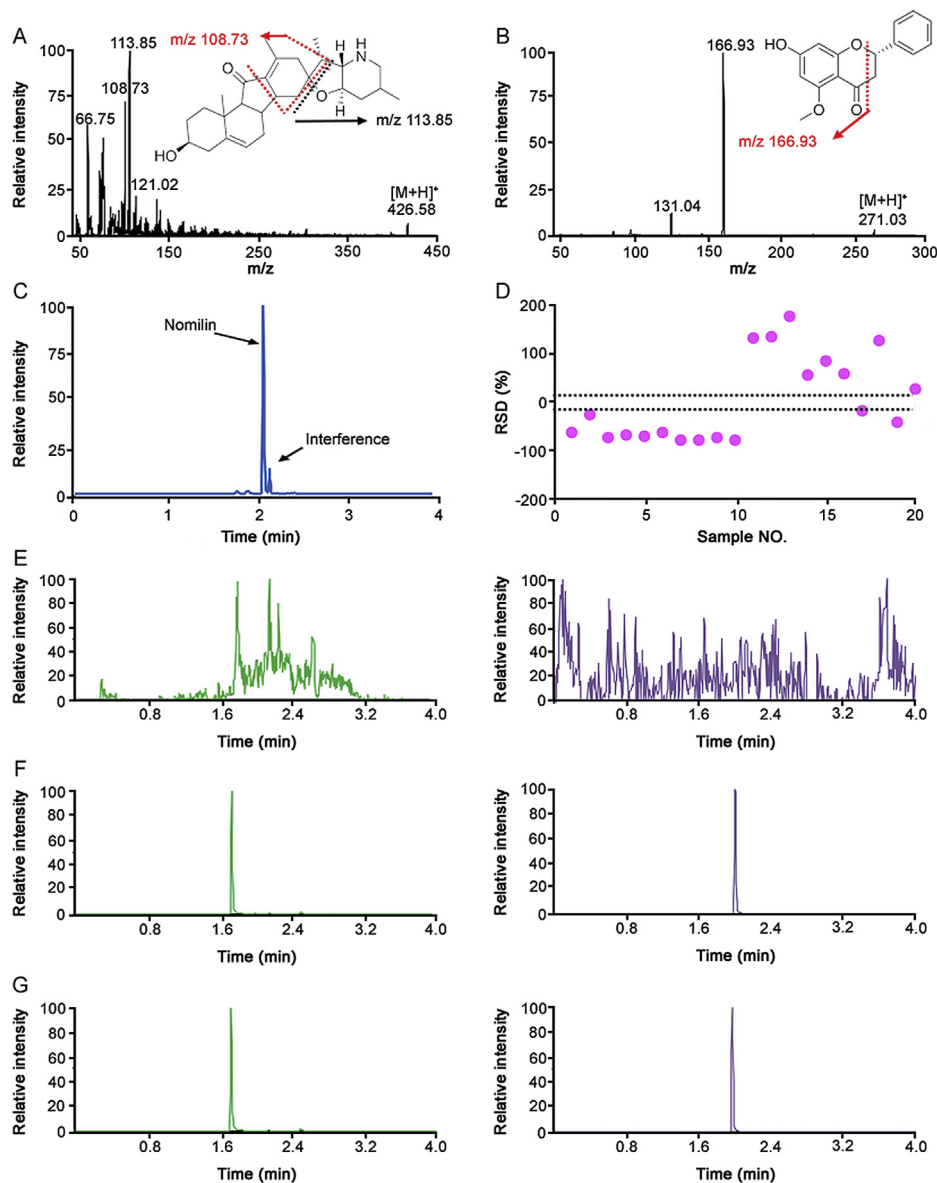 A
Relative intensity
100
75
50
25
0
113.85
108.73
66.75
121.02
[M+H]+
426.58
m/z 108.73
m/z 113.85
O
H
NH
O
H
HO
50
150
250
350
450
m/z
B
Relative intensity
100
75
50
25
0
166.93
131.04
[M+H]+
271.03
m/z 166.93
HO
O
O
O
50
100
150
200
250
300
m/z
C
Relative intensity
100
75
50
25
0
Nomilin
Interference
0
1
2
3
4
Time (min)
D
RSD (%)
200
100
0
-100
-200
0
5
10
15
20
Sample NO.
E
Relative intensity
100
80
60
40
20
0
0.8
1.6
2.4
3.2
4.0
Time (min)
Relative intensity
100
80
60
40
20
0
0.8
1.6
2.4
3.2
4.0
Time (min)
F
Relative intensity
100
80
60
40
20
0
0.8
1.6
2.4
3.2
4.0
Time (min)
Relative intensity
100
80
60
40
20
0
0.8
1.6
2.4
3.2
4.0
Time (min)
G
Relative intensity
100
80
60
40
20
0
0.8
1.6
2.4
3.2
4.0
Time (min)
Relative intensity
100
80
60
40
20
0
0.8
1.6
2.4
3.2
4.0
Time (min)